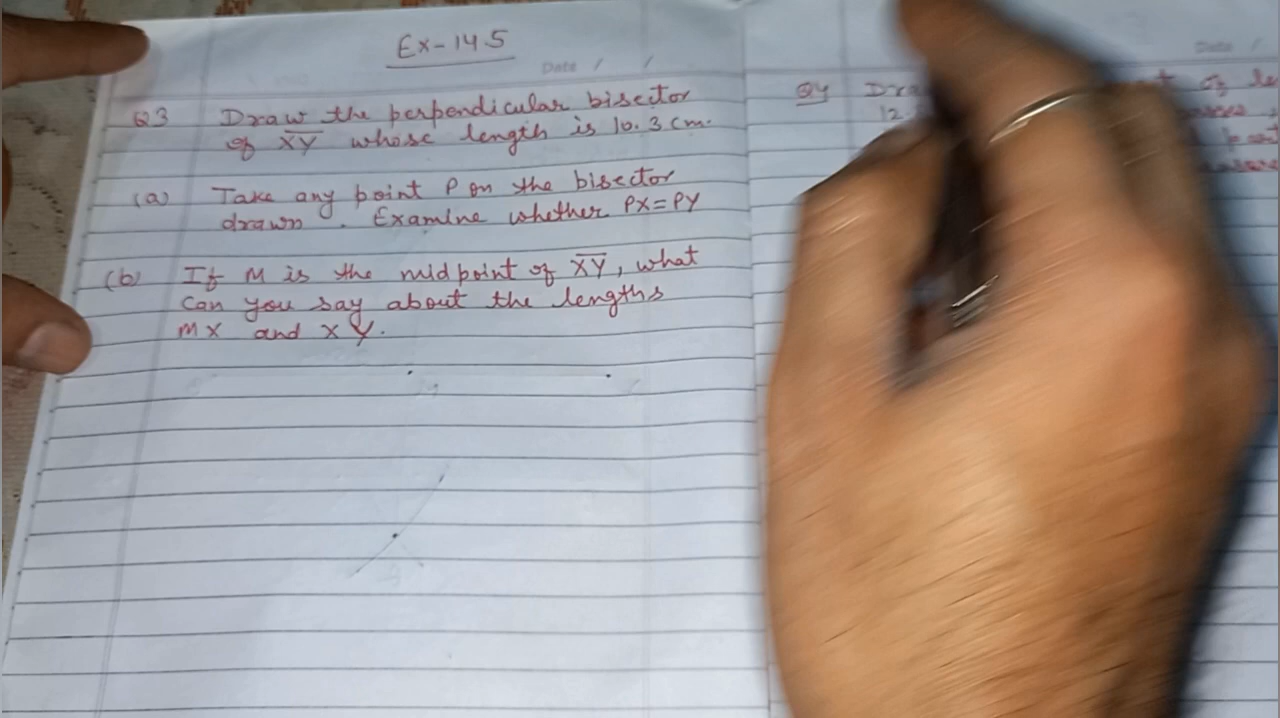 Ex-14.5
Date / /
Q3 Draw the perpendicular bisector
of XY whose length is 10.3 cm.
(a) Take any point P on the bisector
drawn. Examine whether PX=PY
(b) If M is the midpoint of XY, what
can you say about the lengths
MX and XY.
Date /
Q4 of
12.